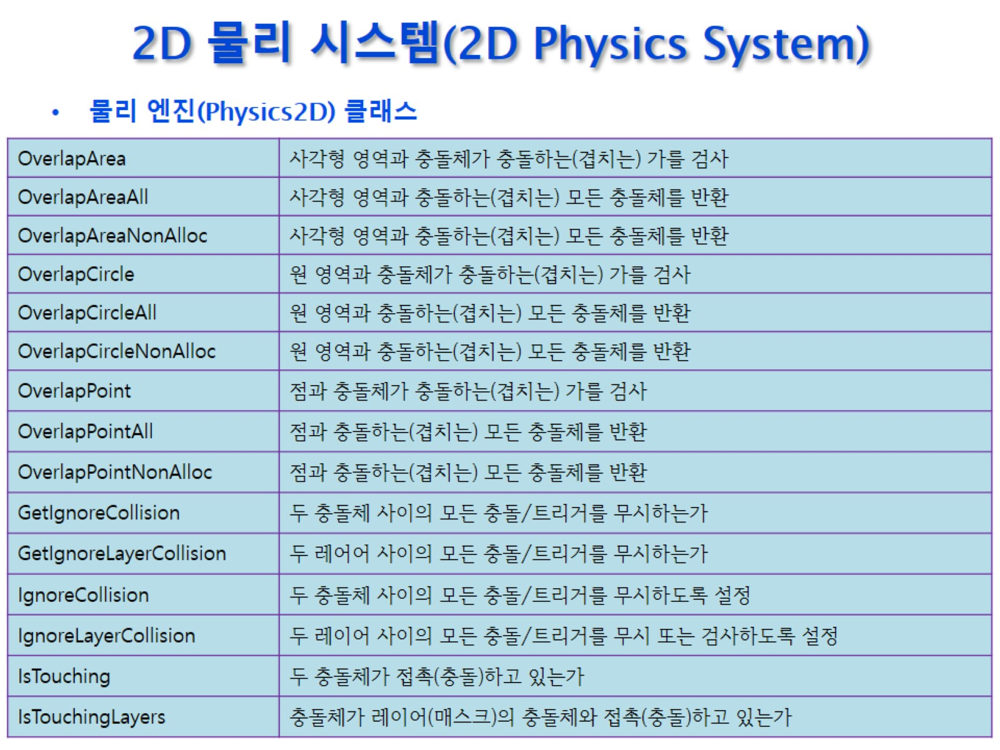 2D 물리 시스템(2D Physics System)
• 물리 엔진(Physics2D) 클래스
OverlapArea 사각형 영역과 충돌체가 충돌하는(겹치는) 가를 검사
OverlapAreaAll 사각형 영역과 충돌하는(겹치는) 모든 충돌체를 반환
OverlapAreaNonAlloc 사각형 영역과 충돌하는(겹치는) 모든 충돌체를 반환
OverlapCircle 원 영역과 충돌체가 충돌하는(겹치는) 가를 검사
OverlapCircleAll 원 영역과 충돌하는(겹치는) 모든 충돌체를 반환
OverlapCircleNonAlloc 원 영역과 충돌하는(겹치는) 모든 충돌체를 반환
OverlapPoint 점과 충돌체가 충돌하는(겹치는) 가를 검사
OverlapPointAll 점과 충돌하는(겹치는) 모든 충돌체를 반환
OverlapPointNonAlloc 점과 충돌하는(겹치는) 모든 충돌체를 반환
GetIgnoreCollision 두 충돌체 사이의 모든 충돌/트리거를 무시하는가
GetIgnoreLayerCollision 두 레어어 사이의 모든 충돌/트리거를 무시하는가
IgnoreCollision 두 충돌체 사이의 모든 충돌/트리거를 무시하도록 설정
IgnoreLayerCollision 두 레이어 사이의 모든 충돌/트리거를 무시 또는 검사하도록 설정
IsTouching 두 충돌체가 접촉(충돌)하고 있는가
IsTouchingLayers 충돌체가 레이어(매스크)의 충돌체와 접촉(충돌)하고 있는가